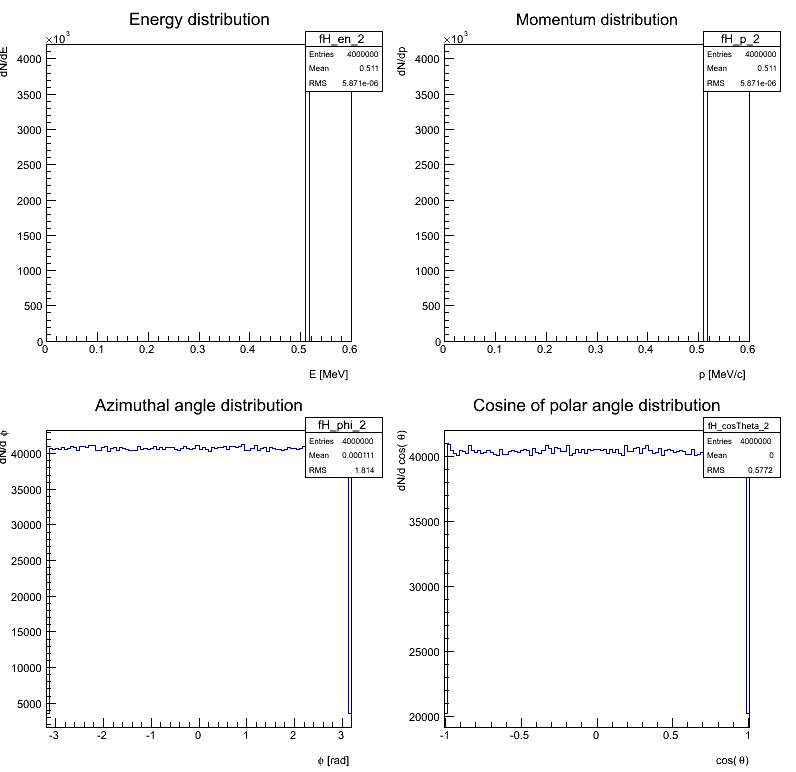 Energy distribution
×10³
dN/dE
fH_en_2
Entries 4000000
Mean 0.511
RMS 5.871e-06
4000
3500
3000
2500
2000
1500
1000
500
0
0 0.1 0.2 0.3 0.4 0.5 0.6
E [MeV]
Momentum distribution
×10³
dN/dp
fH_p_2
Entries 4000000
Mean 0.511
RMS 5.871e-06
4000
3500
3000
2500
2000
1500
1000
500
0
0 0.1 0.2 0.3 0.4 0.5 0.6
p [MeV/c]
Azimuthal angle distribution
dN/d ϕ
fH_phi_2
Entries 4000000
Mean 0.000111
RMS 1.814
40000
35000
30000
25000
20000
15000
10000
5000
-3 -2 -1 0 1 2 3
ϕ [rad]
Cosine of polar angle distribution
dN/d cos( θ)
fH_cosTheta_2
Entries 4000000
Mean 0
RMS 0.5772
40000
35000
30000
25000
20000
-1 -0.5 0 0.5 1
cos( θ)